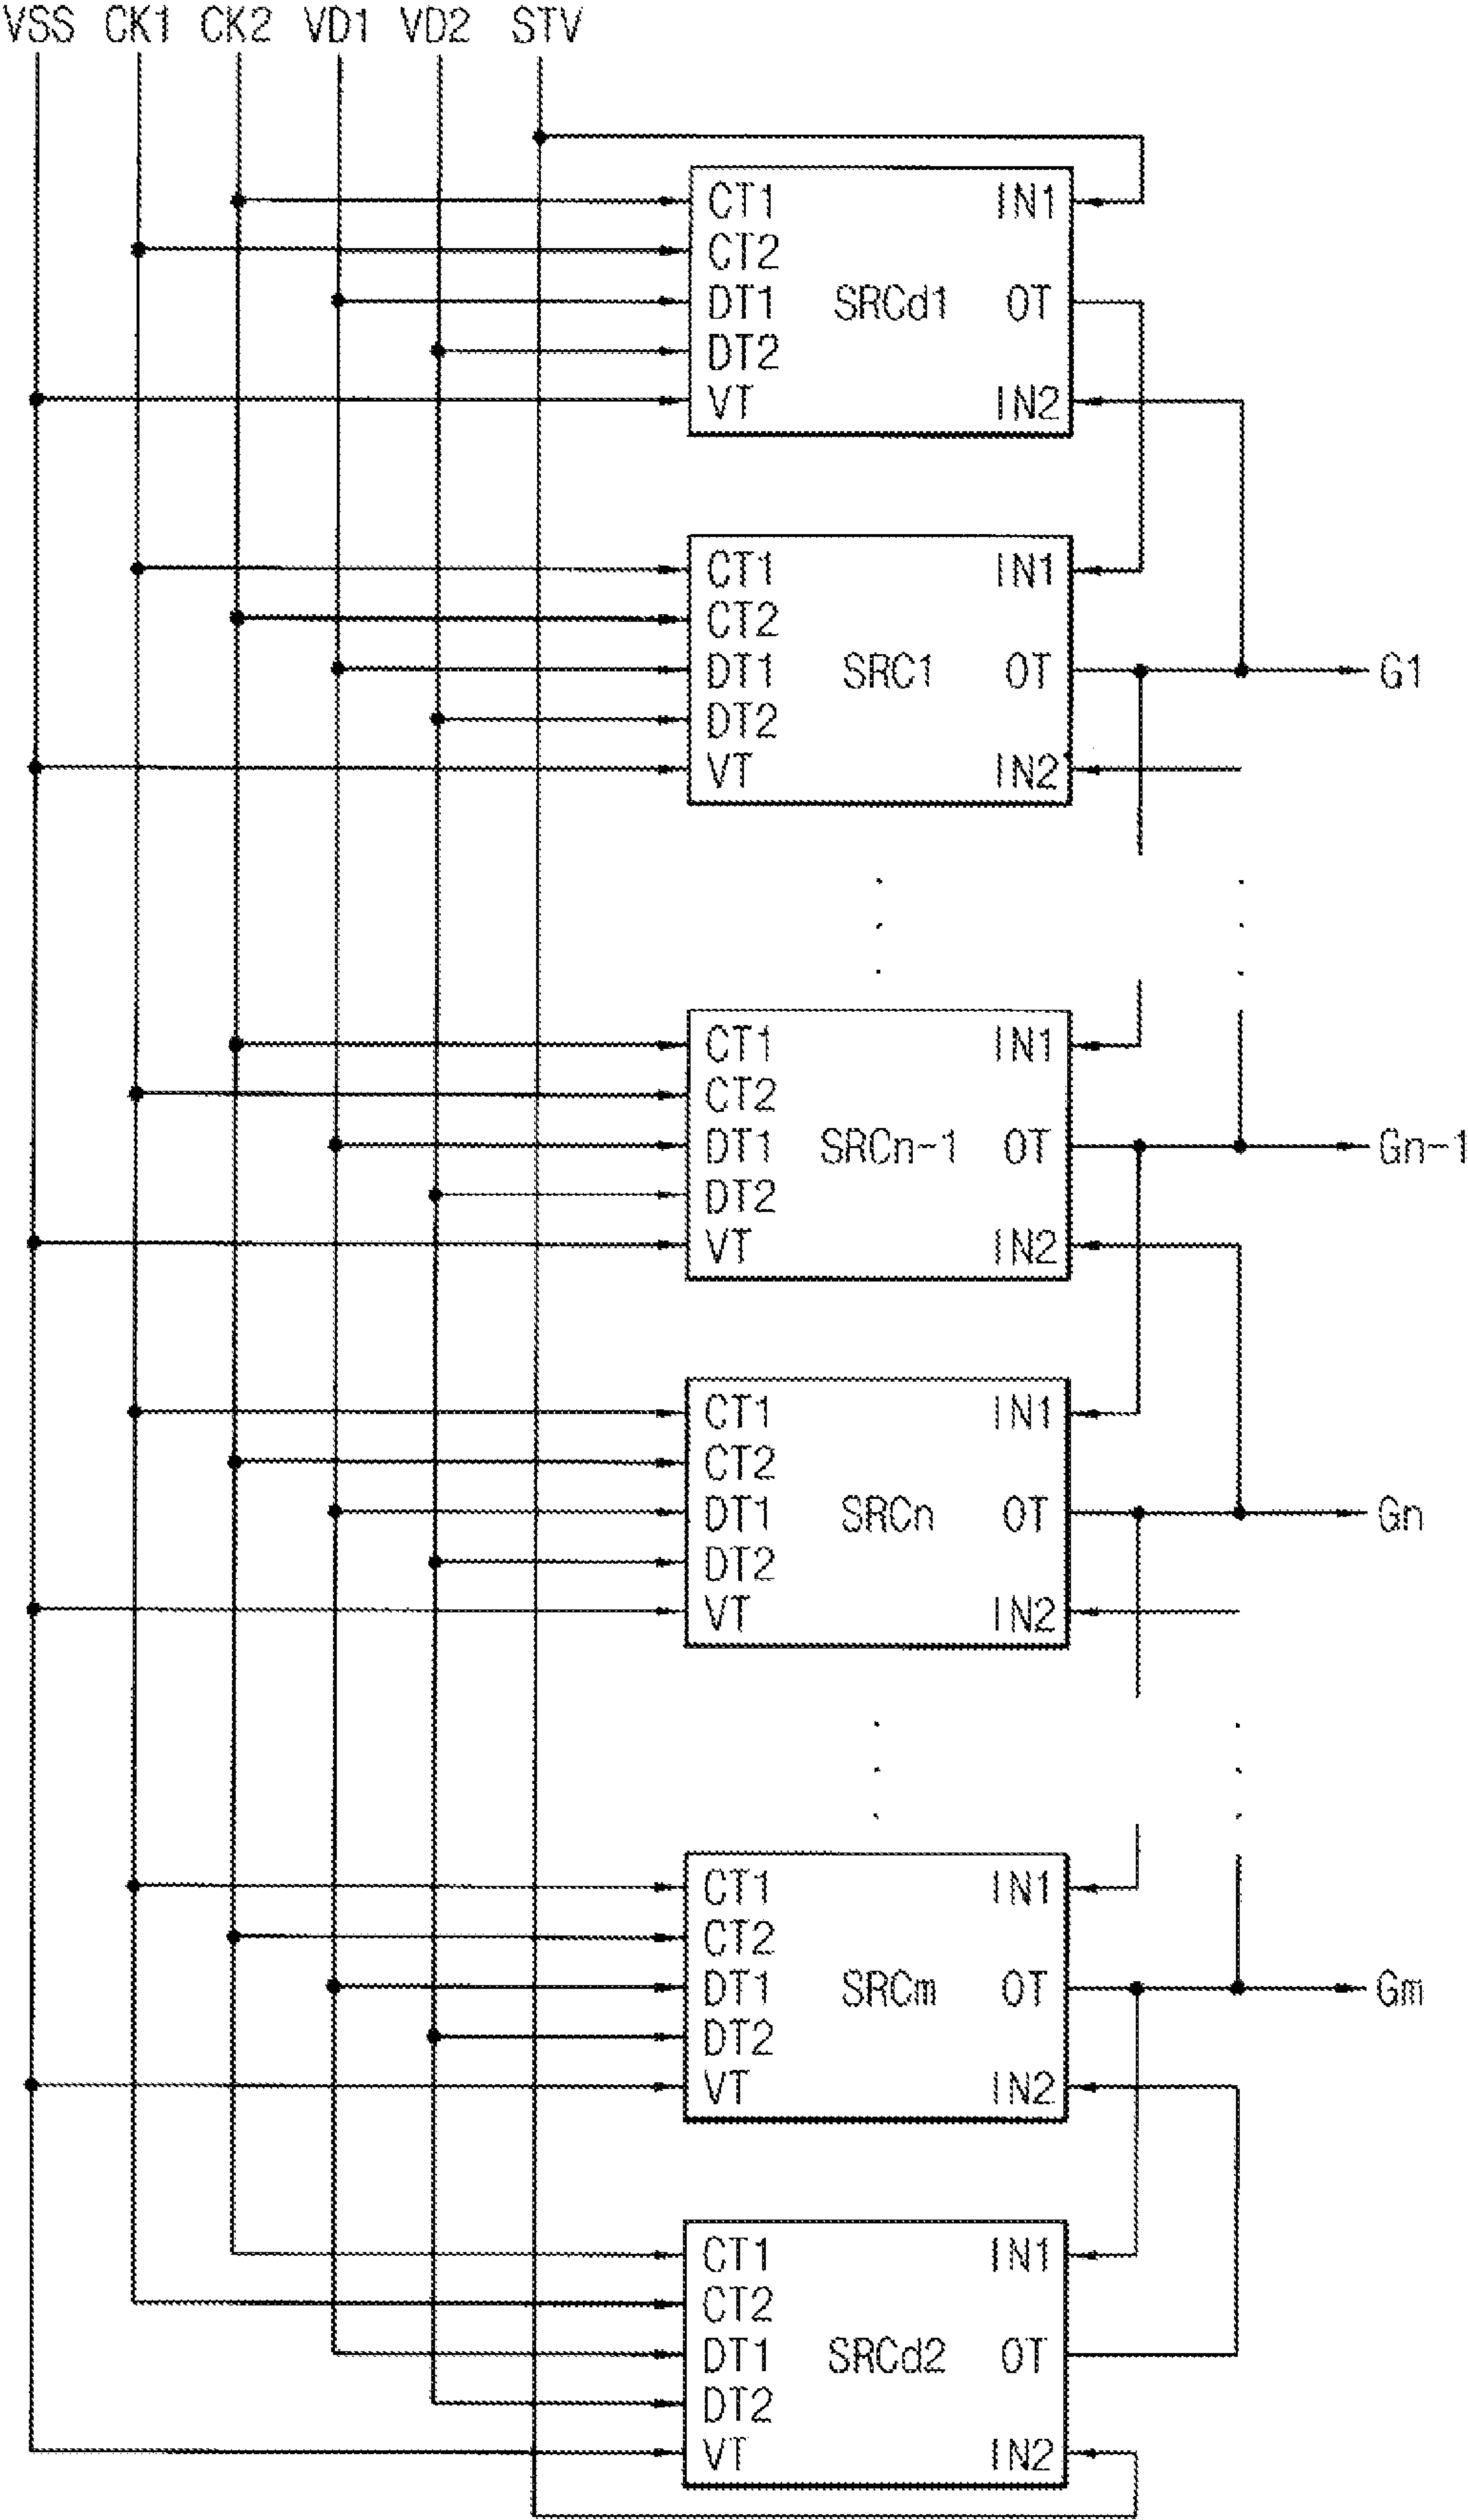 VSS CK1 CK2 VD1 VD2 STV
CT1 IN1
CT2
DT1 SRCd1 OT
DT2
VT IN2
CT1 IN1
CT2
DT1 SRC1 OT G1
DT2
VT IN2
CT1 IN1
CT2
DT1 SRCn-1 OT Gn-1
DT2
VT IN2
CT1 IN1
CT2
DT1 SRCn OT Gn
DT2
VT IN2
CT1 IN1
CT2
DT1 SRCm OT Gm
DT2
VT IN2
CT1 IN1
CT2
DT1 SRCd2 OT
DT2
VT IN2